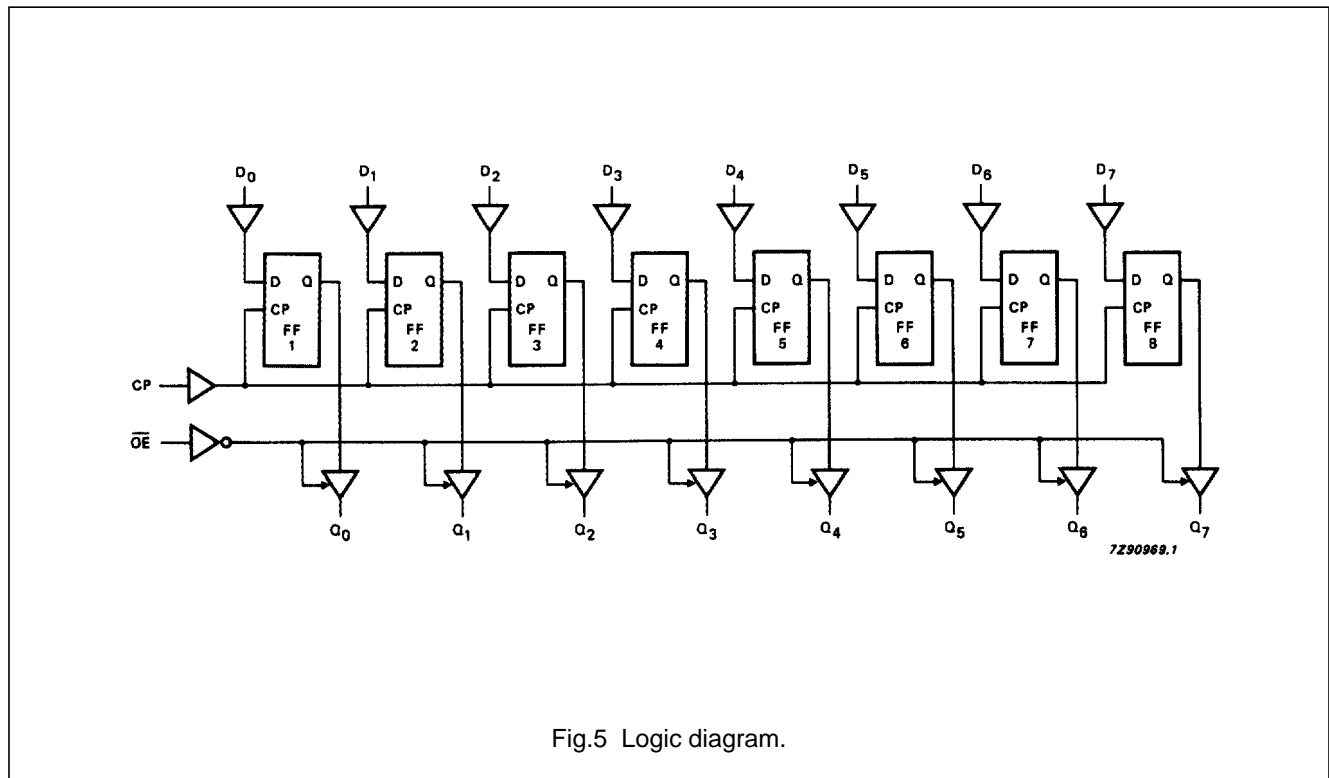 D0 D1 D2 D3 D4 D5 D6 D7
D Q D Q D Q D Q D Q D Q D Q D Q
CP CP CP CP CP CP CP CP
FF FF FF FF FF FF FF FF
1 2 3 4 5 6 7 8
CP
OE
Q0 Q1 Q2 Q3 Q4 Q5 Q6 Q7
7Z90969.1
Fig.5 Logic diagram.